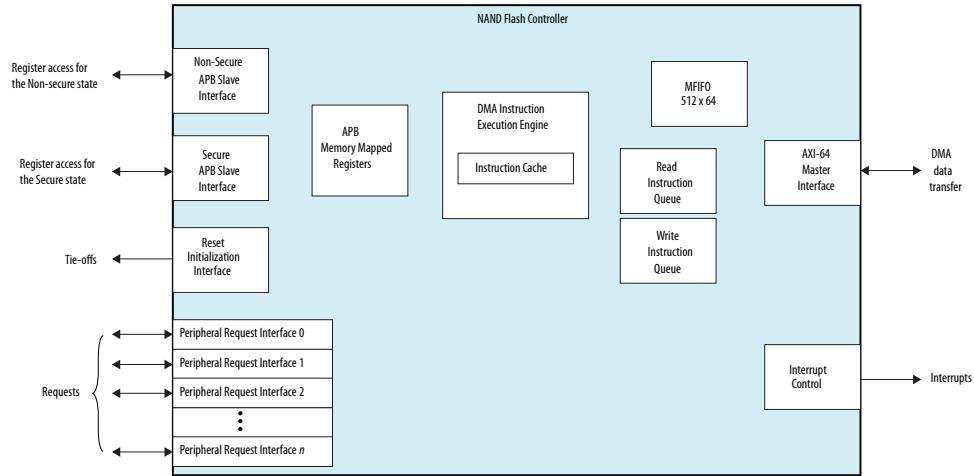 NAND Flash Controller
Register access for
the Non-secure state
Non-Secure
APB Slave
Interface
Register access for
the Secure state
Secure
APB Slave
Interface
Tie-offs
Reset
Initialization
Interface
Requests
Peripheral Request Interface 0
Peripheral Request Interface 1
Peripheral Request Interface 2
Peripheral Request Interface n
APB
Memory Mapped
Registers
DMA Instruction
Execution Engine
Instruction Cache
MFIFO
512 x 64
Read
Instruction
Queue
Write
Instruction
Queue
AXI-64
Master
Interface
DMA
data
transfer
Interrupt
Control
Interrupts